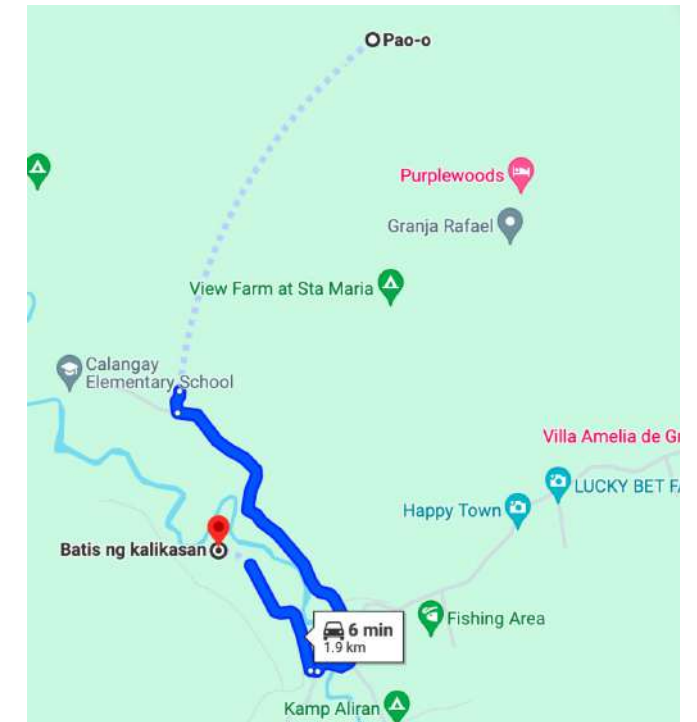 Pao-o
Purplewoods
Granja Rafael
View Farm at Sta Maria
Calangay
Elementary School
Villa Amelia de Gr
LUCKY BET FA
Happy Town
Batis ng kalikasan
Fishing Area
6 min
1.9 km
Kamp Aliran